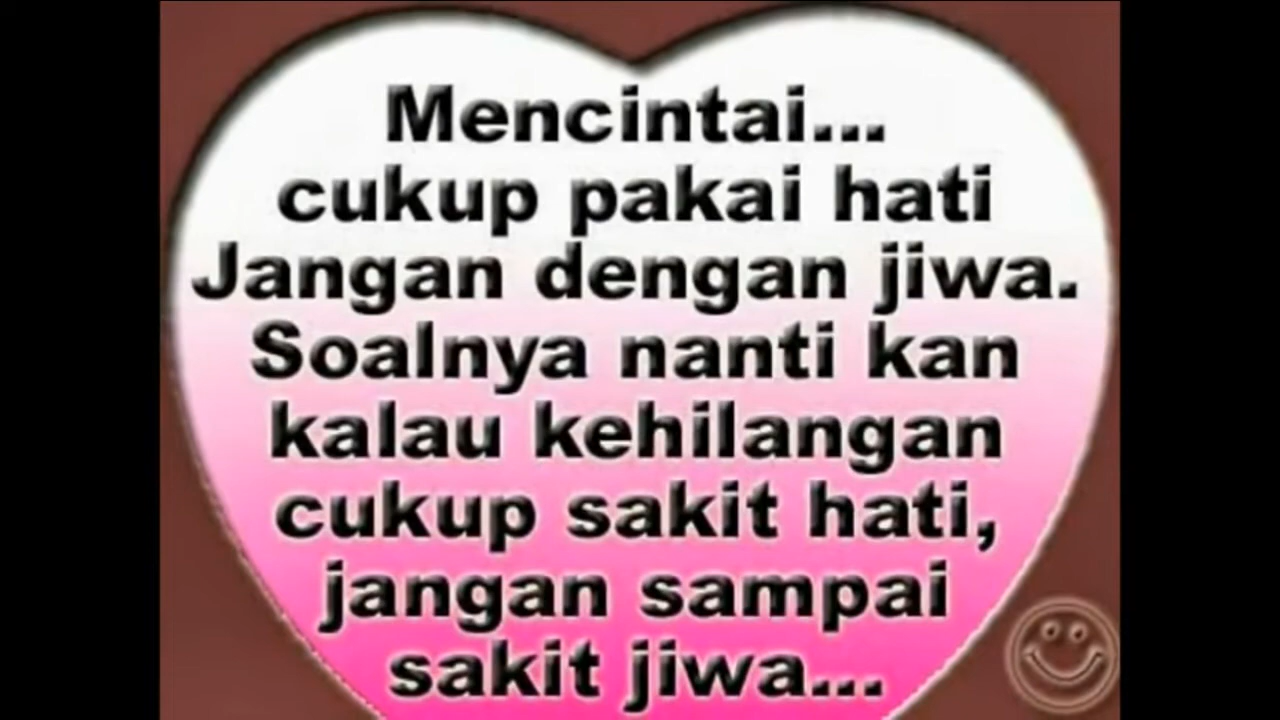 Mencintai...
cukup pakai hati
Jangan dengan jiwa.
Soalnya nanti kan
kalau kehilangan
cukup sakit hati,
jangan sampai
sakit jiwa...